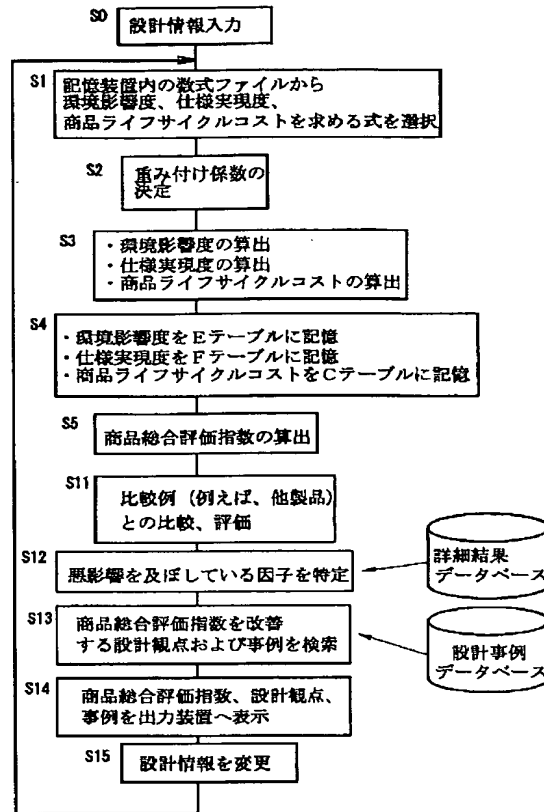 S0
設計情報入力
S1
記憶装置内の数式ファイルから
環境影響度、仕様実現度、
商品ライフサイクルコストを求める式を選択
S2
重み付け係数の
決定
S3
・環境影響度の算出
・仕様実現度の算出
・商品ライフサイクルコストの算出
S4
・環境影響度をEテーブルに記憶
・仕様実現度をFテーブルに記憶
・商品ライフサイクルコストをCテーブルに記憶
S5
商品総合評価指数の算出
S11
比較例(例えば、他製品)
との比較、評価
S12
悪影響を及ぼしている因子を特定
詳細結果
データベース
S13
商品総合評価指数を改善
する設計観点および事例を検索
設計事例
データベース
S14
商品総合評価指数、設計観点、
事例を出力装置へ表示
S15
設計情報を変更